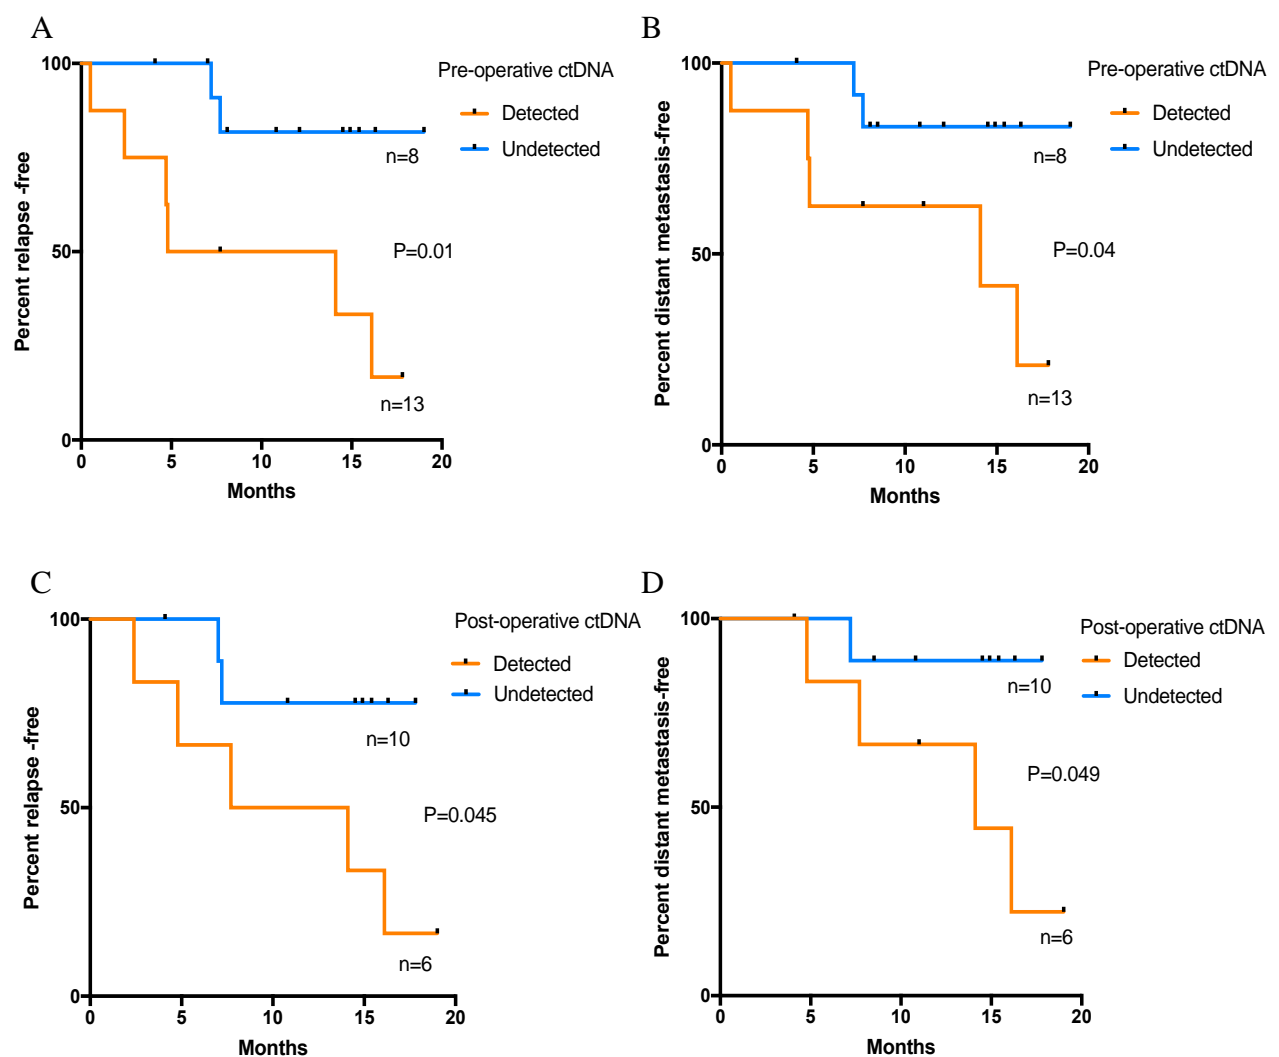 A
Pre-operative ctDNA
Detected
Undetected
n=8
P=0.01
n=13
Percent relapse -free
100
50
0
0 5 10 15 20
Months
B
Pre-operative ctDNA
Detected
Undetected
n=8
P=0.04
n=13
Percent distant metastasis-free
100
50
0
0 5 10 15 20
Months
C
Post-operative ctDNA
Detected
Undetected
n=10
P=0.045
n=6
Percent relapse -free
100
50
0
0 5 10 15 20
Months
D
Post-operative ctDNA
Detected
Undetected
n=10
P=0.049
n=6
Percent distant metastasis-free
100
50
0
0 5 10 15 20
Months